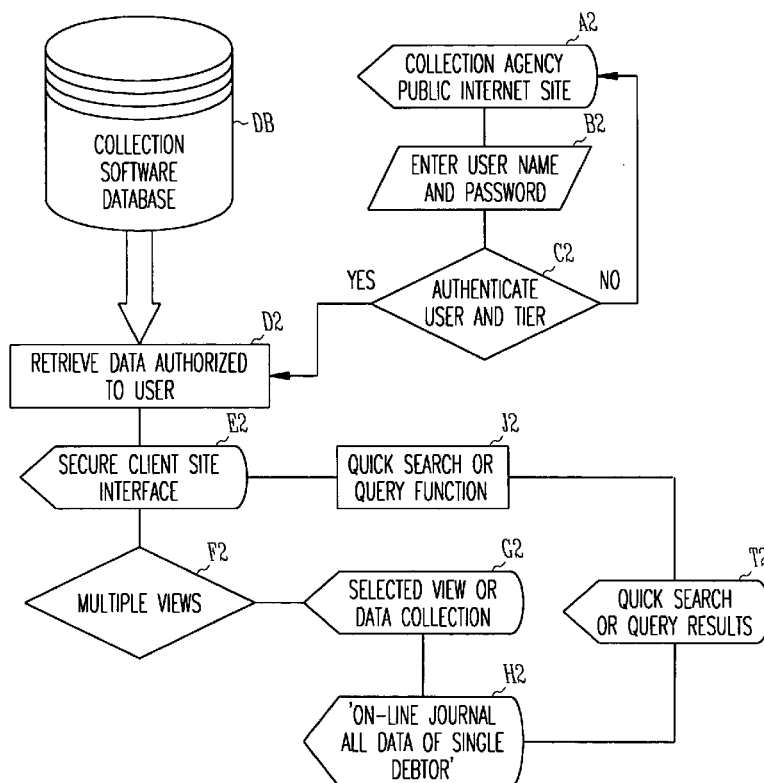 A2
COLLECTION AGENCY
PUBLIC INTERNET SITE
DB
COLLECTION
SOFTWARE
DATABASE
B2
ENTER USER NAME
AND PASSWORD
C2
YES
NO
AUTHENTICATE
USER AND TIER
D2
RETRIEVE DATA AUTHORIZED
TO USER
E2
SECURE CLIENT SITE
INTERFACE
J2
QUICK SEARCH OR
QUERY FUNCTION
F2
MULTIPLE VIEWS
G2
SELECTED VIEW OR
DATA COLLECTION
T2
QUICK SEARCH
OR QUERY RESULTS
H2
'ON-LINE JOURNAL
ALL DATA OF SINGLE
DEBTOR'